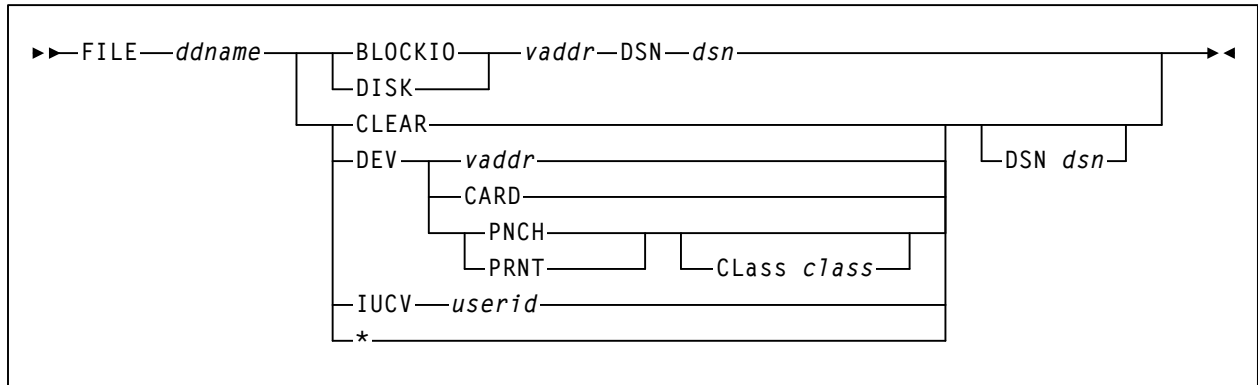 FILE ddname BLOCKIO vaddr DSN dsn
DISK
CLEAR
DEV vaddr DSN dsn
CARD
PNCH
PRNT CLass class
IUCV userid
*